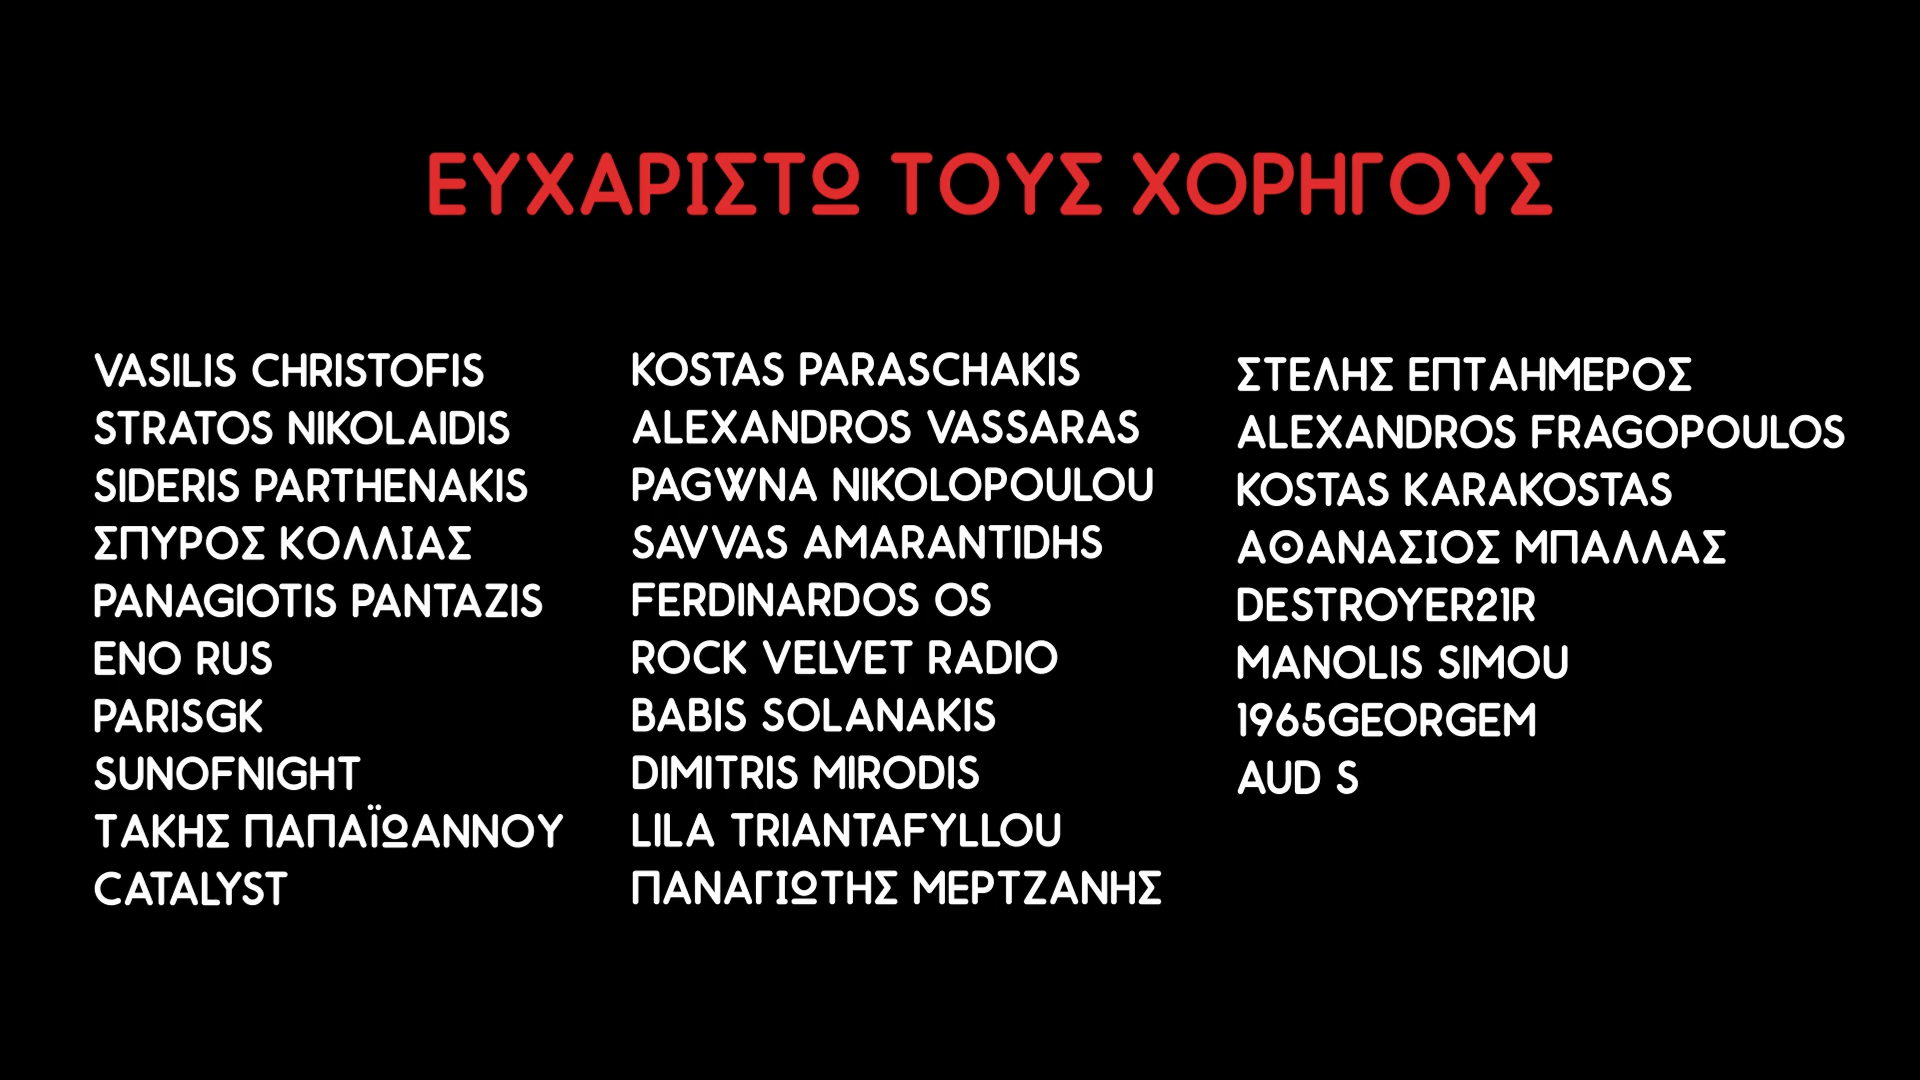 ΕΥΧΑΡΙΣΤΩ ΤΟΥΣ ΧΟΡΗΓΟΥΣ
VASILIS CHRISTOFIS
STRATOS NIKOLAIDIS
SIDERIS PARTHENAKIS
ΣΠΥΡΟΣ ΚΟΛΛΙΑΣ
PANAGIOTIS PANTAZIS
ENO RUS
PARISGK
SUNOFNIGHT
ΤΑΚΗΣ ΠΑΠΑΪΩΑΝΝΟΥ
CATALYST
KOSTAS PARASCHAKIS
ALEXANDROS VASSARAS
PAGWNA NIKOLOPOULOU
SAVVAS AMARANTIDHS
FERDINARDOS OS
ROCK VELVET RADIO
BABIS SOLANAKIS
DIMITRIS MIRODIS
LILA TRIANTAFYLLOU
ΠΑΝΑΓΙΩΤΗΣ ΜΕΡΤΖΑΝΗΣ
ΣΤΕΛΗΣ ΕΠΤΑΗΜΕΡΟΣ
ALEXANDROS FRAGOPOULOS
KOSTAS KARAKOSTAS
ΑΘΑΝΑΣΙΟΣ ΜΠΑΛΛΑΣ
DESTROYER21R
MANOLIS SIMOU
1965GEORGEM
AUD S